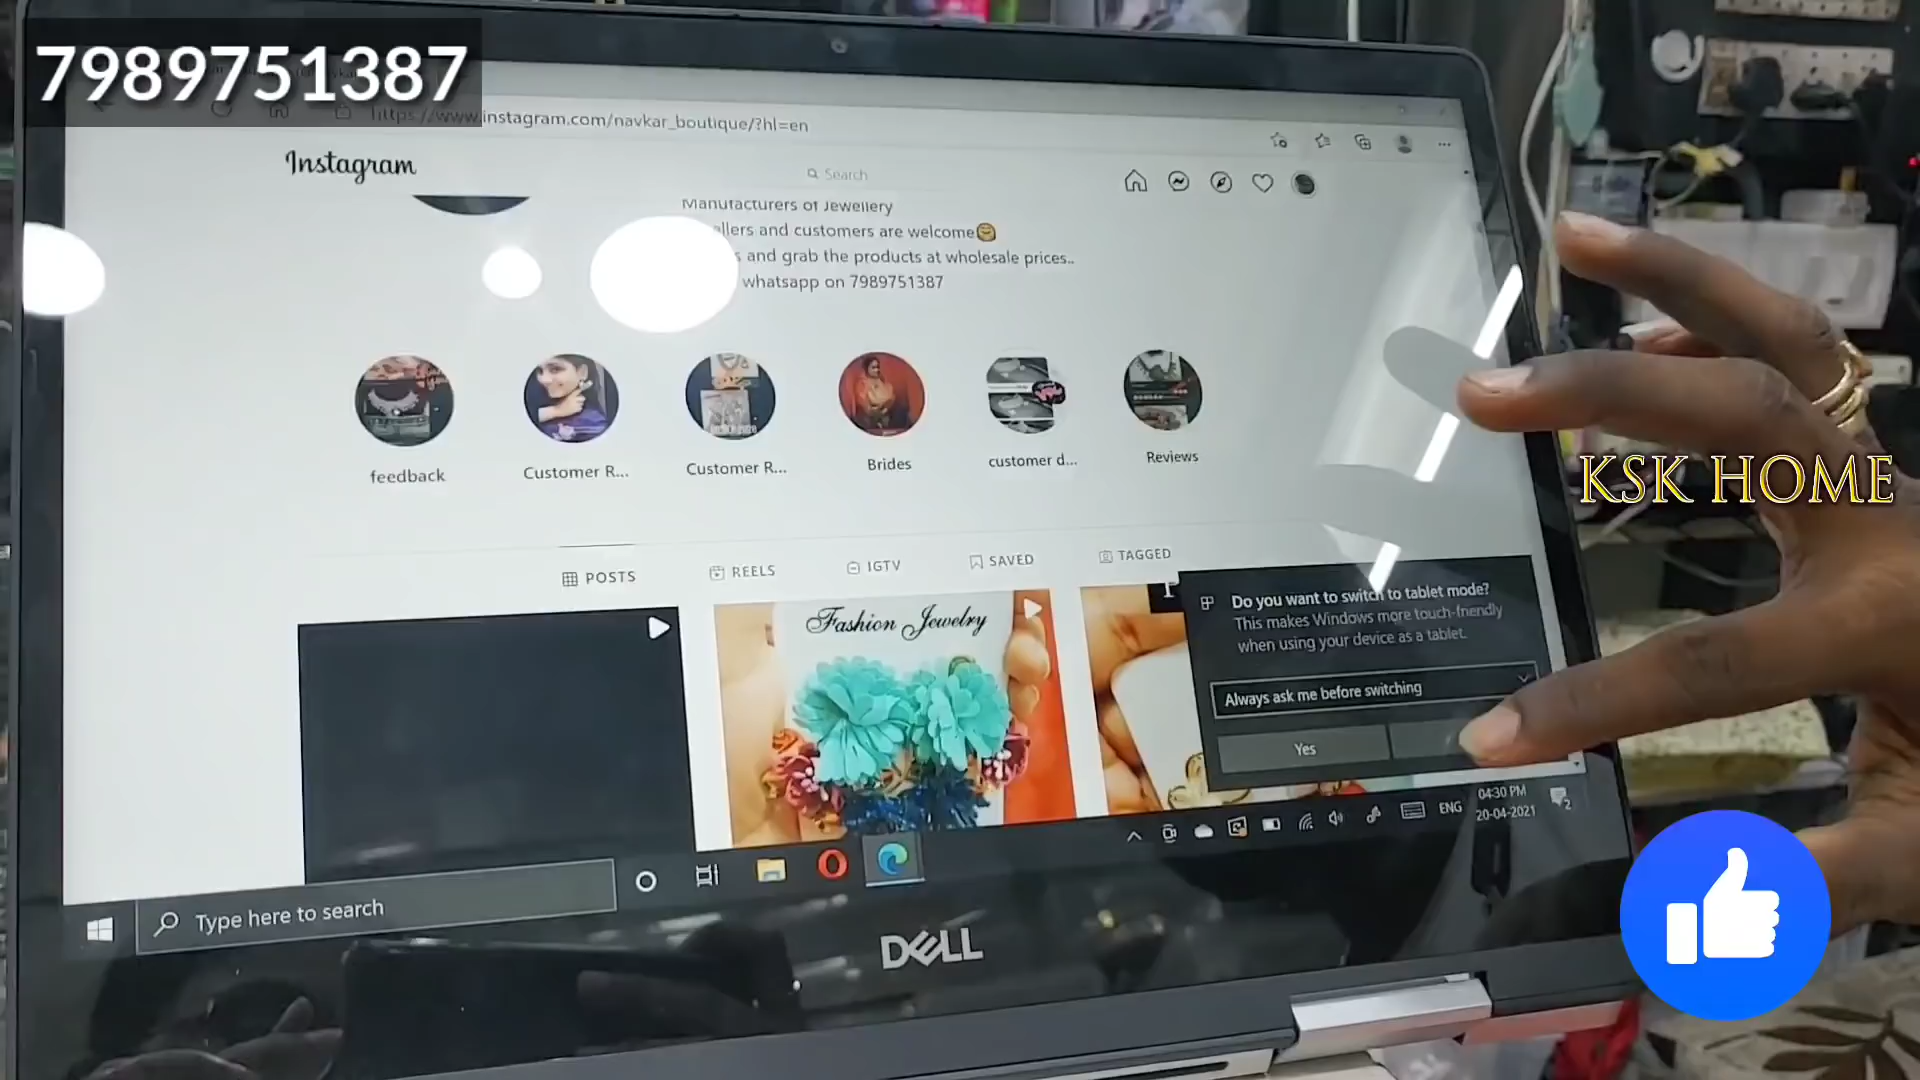 7989751387
https://www.instagram.com/navkar_boutique/?hl=en
Instagram
Search
Manufacturers of Jewellery
ellers and customers are welcome🤗
s and grab the products at wholesale prices..
whatsapp on 7989751387
feedback
Customer R...
Customer R...
Brides
customer d...
Reviews
KSK HOME
POSTS
REELS
IGTV
SAVED
TAGGED
Fashion Jewelry
Do you want to switch to tablet mode?
This makes Windows more touch-friendly
when using your device as a tablet.
Always ask me before switching
Yes
ENG
04:30 PM
20-04-2021
2
Type here to search
DELL